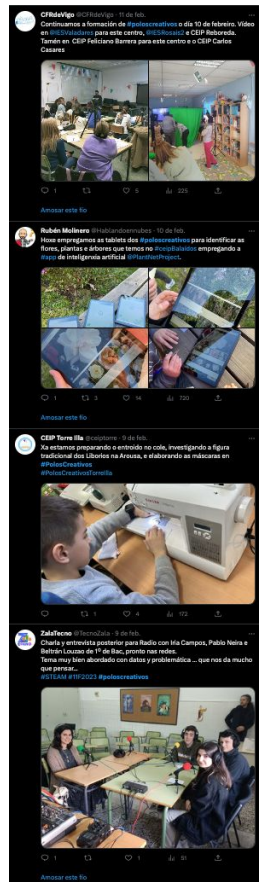 CFRdeVigo @CFRdeVigo · 11 de feb.
Continuamos a formación de #poloscreativos o día 10 de febreiro. Vídeo
en @IESValadares para este centro, @IESRosais2 e CEIP Reboreda.
Tamén en CEIP Feliciano Barrera para este centro e o CEIP Carlos
Casares
1 5 225
Amosar este fío
Rubén Molinero @Hablandoennubes · 10 de feb.
Hoxe empregamos as tablets dos #poloscreativos para identificar as
flores, plantas e árbores que temos no #ceipBalaidos empregando a
#app de intelixenxia artificial @PlantNetProject.
1 3 14 720
Amosar este fío
CEIP Torre Illa @ceiptorre · 9 de feb.
Xa estamos preparando o entroido no cole, investigando a figura
tradicional dos Liborios na Arousa, e elaborando as máscaras en
#PolosCreativos
#PolosCreativosTorreIlla
1 4 172
ZalaTecno @TecnoZala · 9 de feb.
Charla y entrevista posterior para Radio con Iria Campos, Pablo Neira e
Beltrán Louzao de 1º de Bac, pronto nas redes.
Tema muy bien abordado con datos y problemática ... que nos da mucho
que pensar...
#STEAM #11F2023 #poloscreativos
1 1 51
Amosar este fío